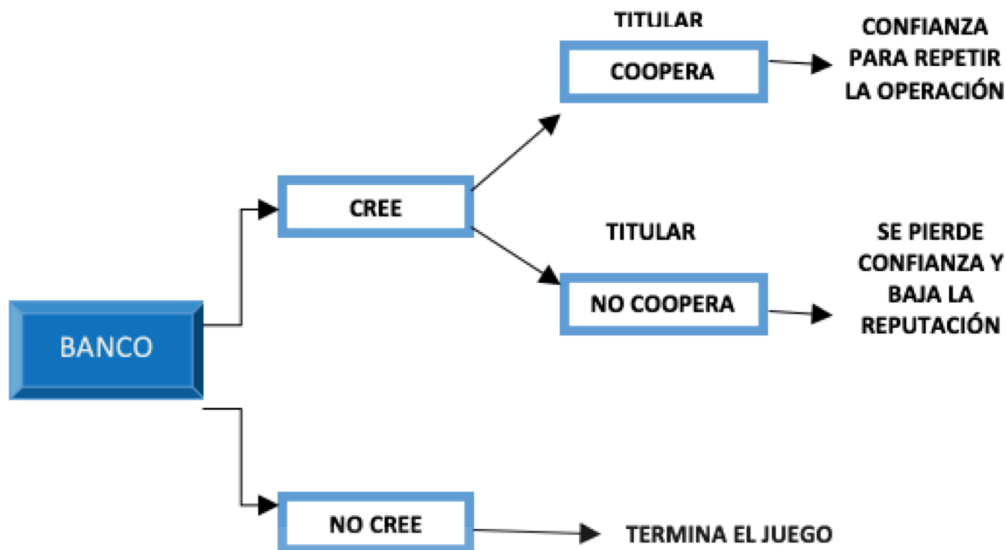 TITULAR
COOPERA
CONFIANZA
PARA REPETIR
LA OPERACIÓN
CREE
TITULAR
NO COOPERA
SE PIERDE
CONFIANZA Y
BAJA LA
REPUTACIÓN
BANCO
NO CREE
TERMINA EL JUEGO